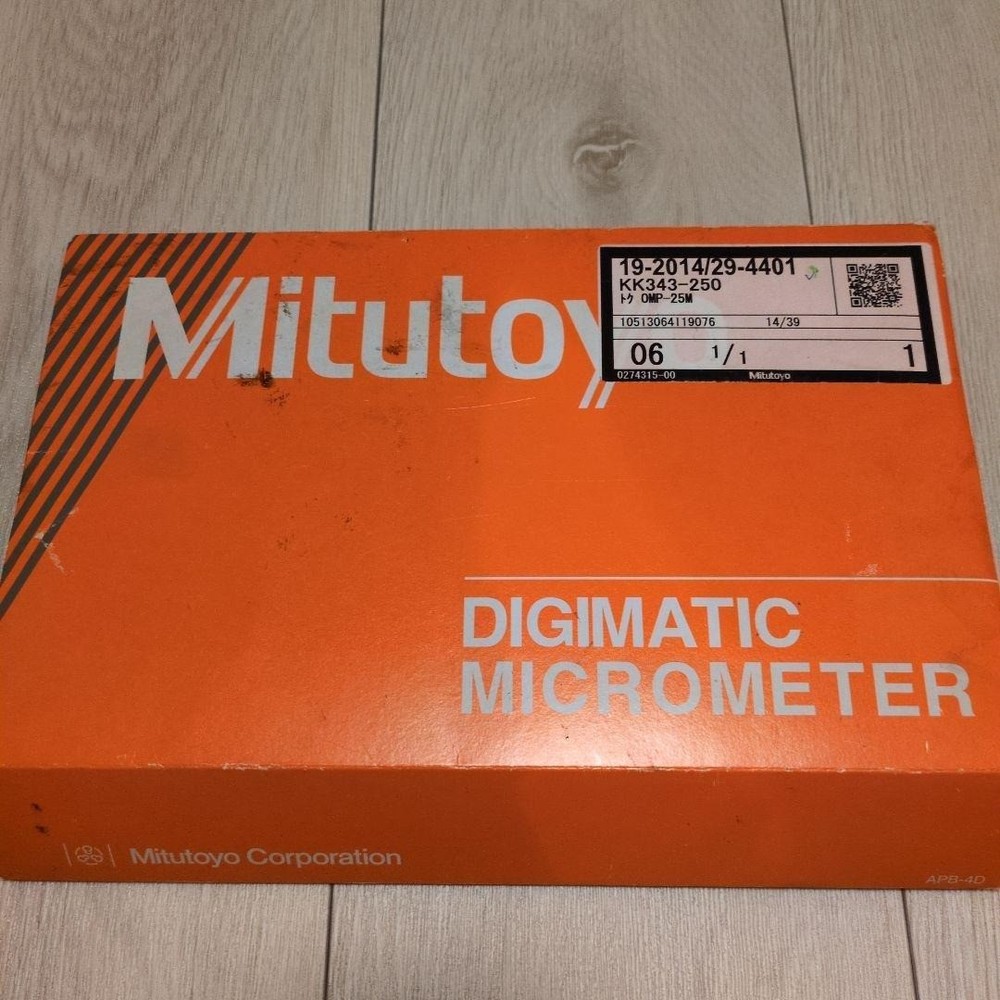 Mitutoyo
19-2014/29-4401
KK343-250
トク OMP-25M
10513064119076 14/39
06 1/1 1
0274315-00 Mitutoyo
DIGIMATIC
MICROMETER
Mitutoyo Corporation
APB-4D